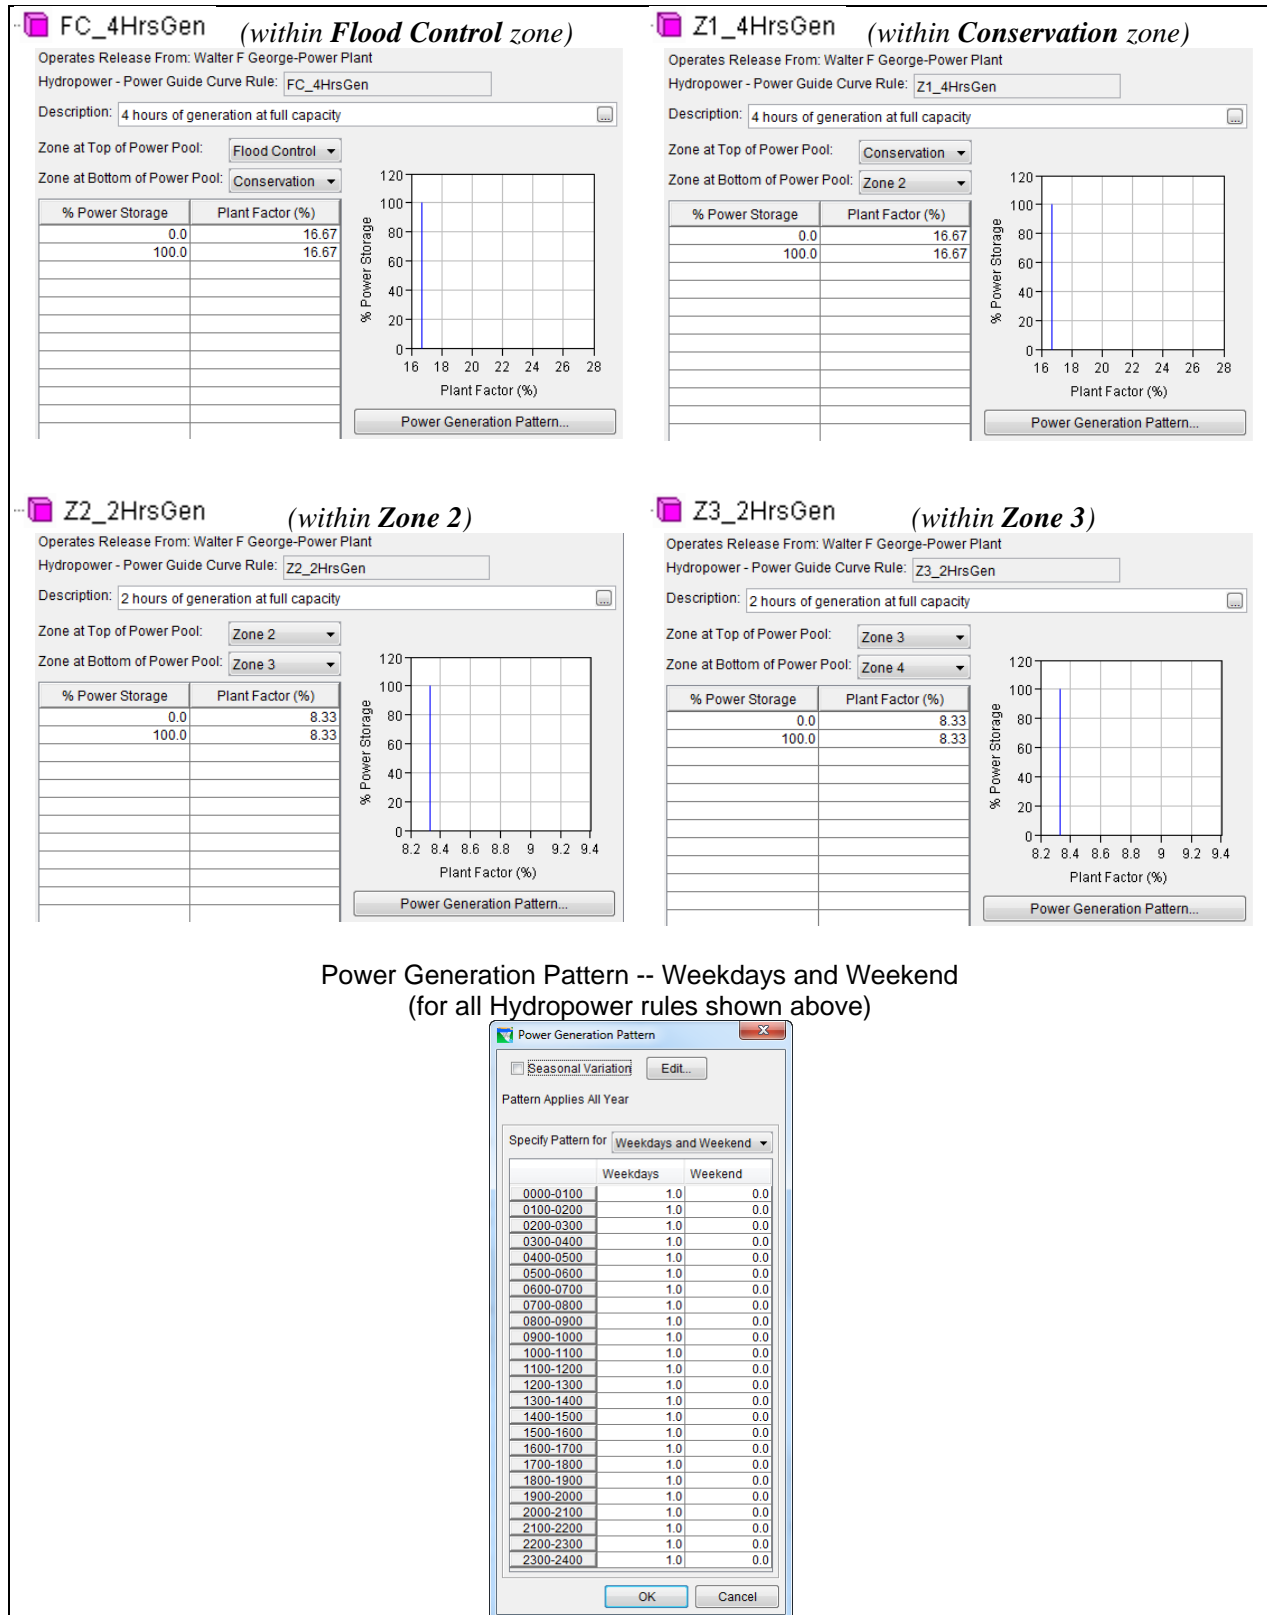 FC_4HrsGen (within Flood Control zone)
Operates Release From: Walter F George-Power Plant
Hydropower - Power Guide Curve Rule: FC_4HrsGen
Description: 4 hours of generation at full capacity ...
Zone at Top of Power Pool: Flood Control
Zone at Bottom of Power Pool: Conservation
% Power Storage Plant Factor (%)
0.0 16.67
100.0 16.67
% Power Storage
120
100
80
60
40
20
0
16 18 20 22 24 26 28
Plant Factor (%)
Power Generation Pattern...
Z1_4HrsGen (within Conservation zone)
Operates Release From: Walter F George-Power Plant
Hydropower - Power Guide Curve Rule: Z1_4HrsGen
Description: 4 hours of generation at full capacity ...
Zone at Top of Power Pool: Conservation
Zone at Bottom of Power Pool: Zone 2
% Power Storage Plant Factor (%)
0.0 16.67
100.0 16.67
% Power Storage
120
100
80
60
40
20
0
16 18 20 22 24 26 28
Plant Factor (%)
Power Generation Pattern...
Z2_2HrsGen (within Zone 2)
Operates Release From: Walter F George-Power Plant
Hydropower - Power Guide Curve Rule: Z2_2HrsGen
Description: 2 hours of generation at full capacity ...
Zone at Top of Power Pool: Zone 2
Zone at Bottom of Power Pool: Zone 3
% Power Storage Plant Factor (%)
0.0 8.33
100.0 8.33
% Power Storage
120
100
80
60
40
20
0
8.2 8.4 8.6 8.8 9 9.2 9.4
Plant Factor (%)
Power Generation Pattern...
Z3_2HrsGen (within Zone 3)
Operates Release From: Walter F George-Power Plant
Hydropower - Power Guide Curve Rule: Z3_2HrsGen
Description: 2 hours of generation at full capacity ...
Zone at Top of Power Pool: Zone 3
Zone at Bottom of Power Pool: Zone 4
% Power Storage Plant Factor (%)
0.0 8.33
100.0 8.33
% Power Storage
120
100
80
60
40
20
0
8.2 8.4 8.6 8.8 9 9.2 9.4
Plant Factor (%)
Power Generation Pattern...
Power Generation Pattern -- Weekdays and Weekend
(for all Hydropower rules shown above)
Power Generation Pattern
Seasonal Variation Edit...
Pattern Applies All Year
Specify Pattern for Weekdays and Weekend
Weekdays Weekend
0000-0100 1.0 0.0
0100-0200 1.0 0.0
0200-0300 1.0 0.0
0300-0400 1.0 0.0
0400-0500 1.0 0.0
0500-0600 1.0 0.0
0600-0700 1.0 0.0
0700-0800 1.0 0.0
0800-0900 1.0 0.0
0900-1000 1.0 0.0
1000-1100 1.0 0.0
1100-1200 1.0 0.0
1200-1300 1.0 0.0
1300-1400 1.0 0.0
1400-1500 1.0 0.0
1500-1600 1.0 0.0
1600-1700 1.0 0.0
1700-1800 1.0 0.0
1800-1900 1.0 0.0
1900-2000 1.0 0.0
2000-2100 1.0 0.0
2100-2200 1.0 0.0
2200-2300 1.0 0.0
2300-2400 1.0 0.0
OK Cancel